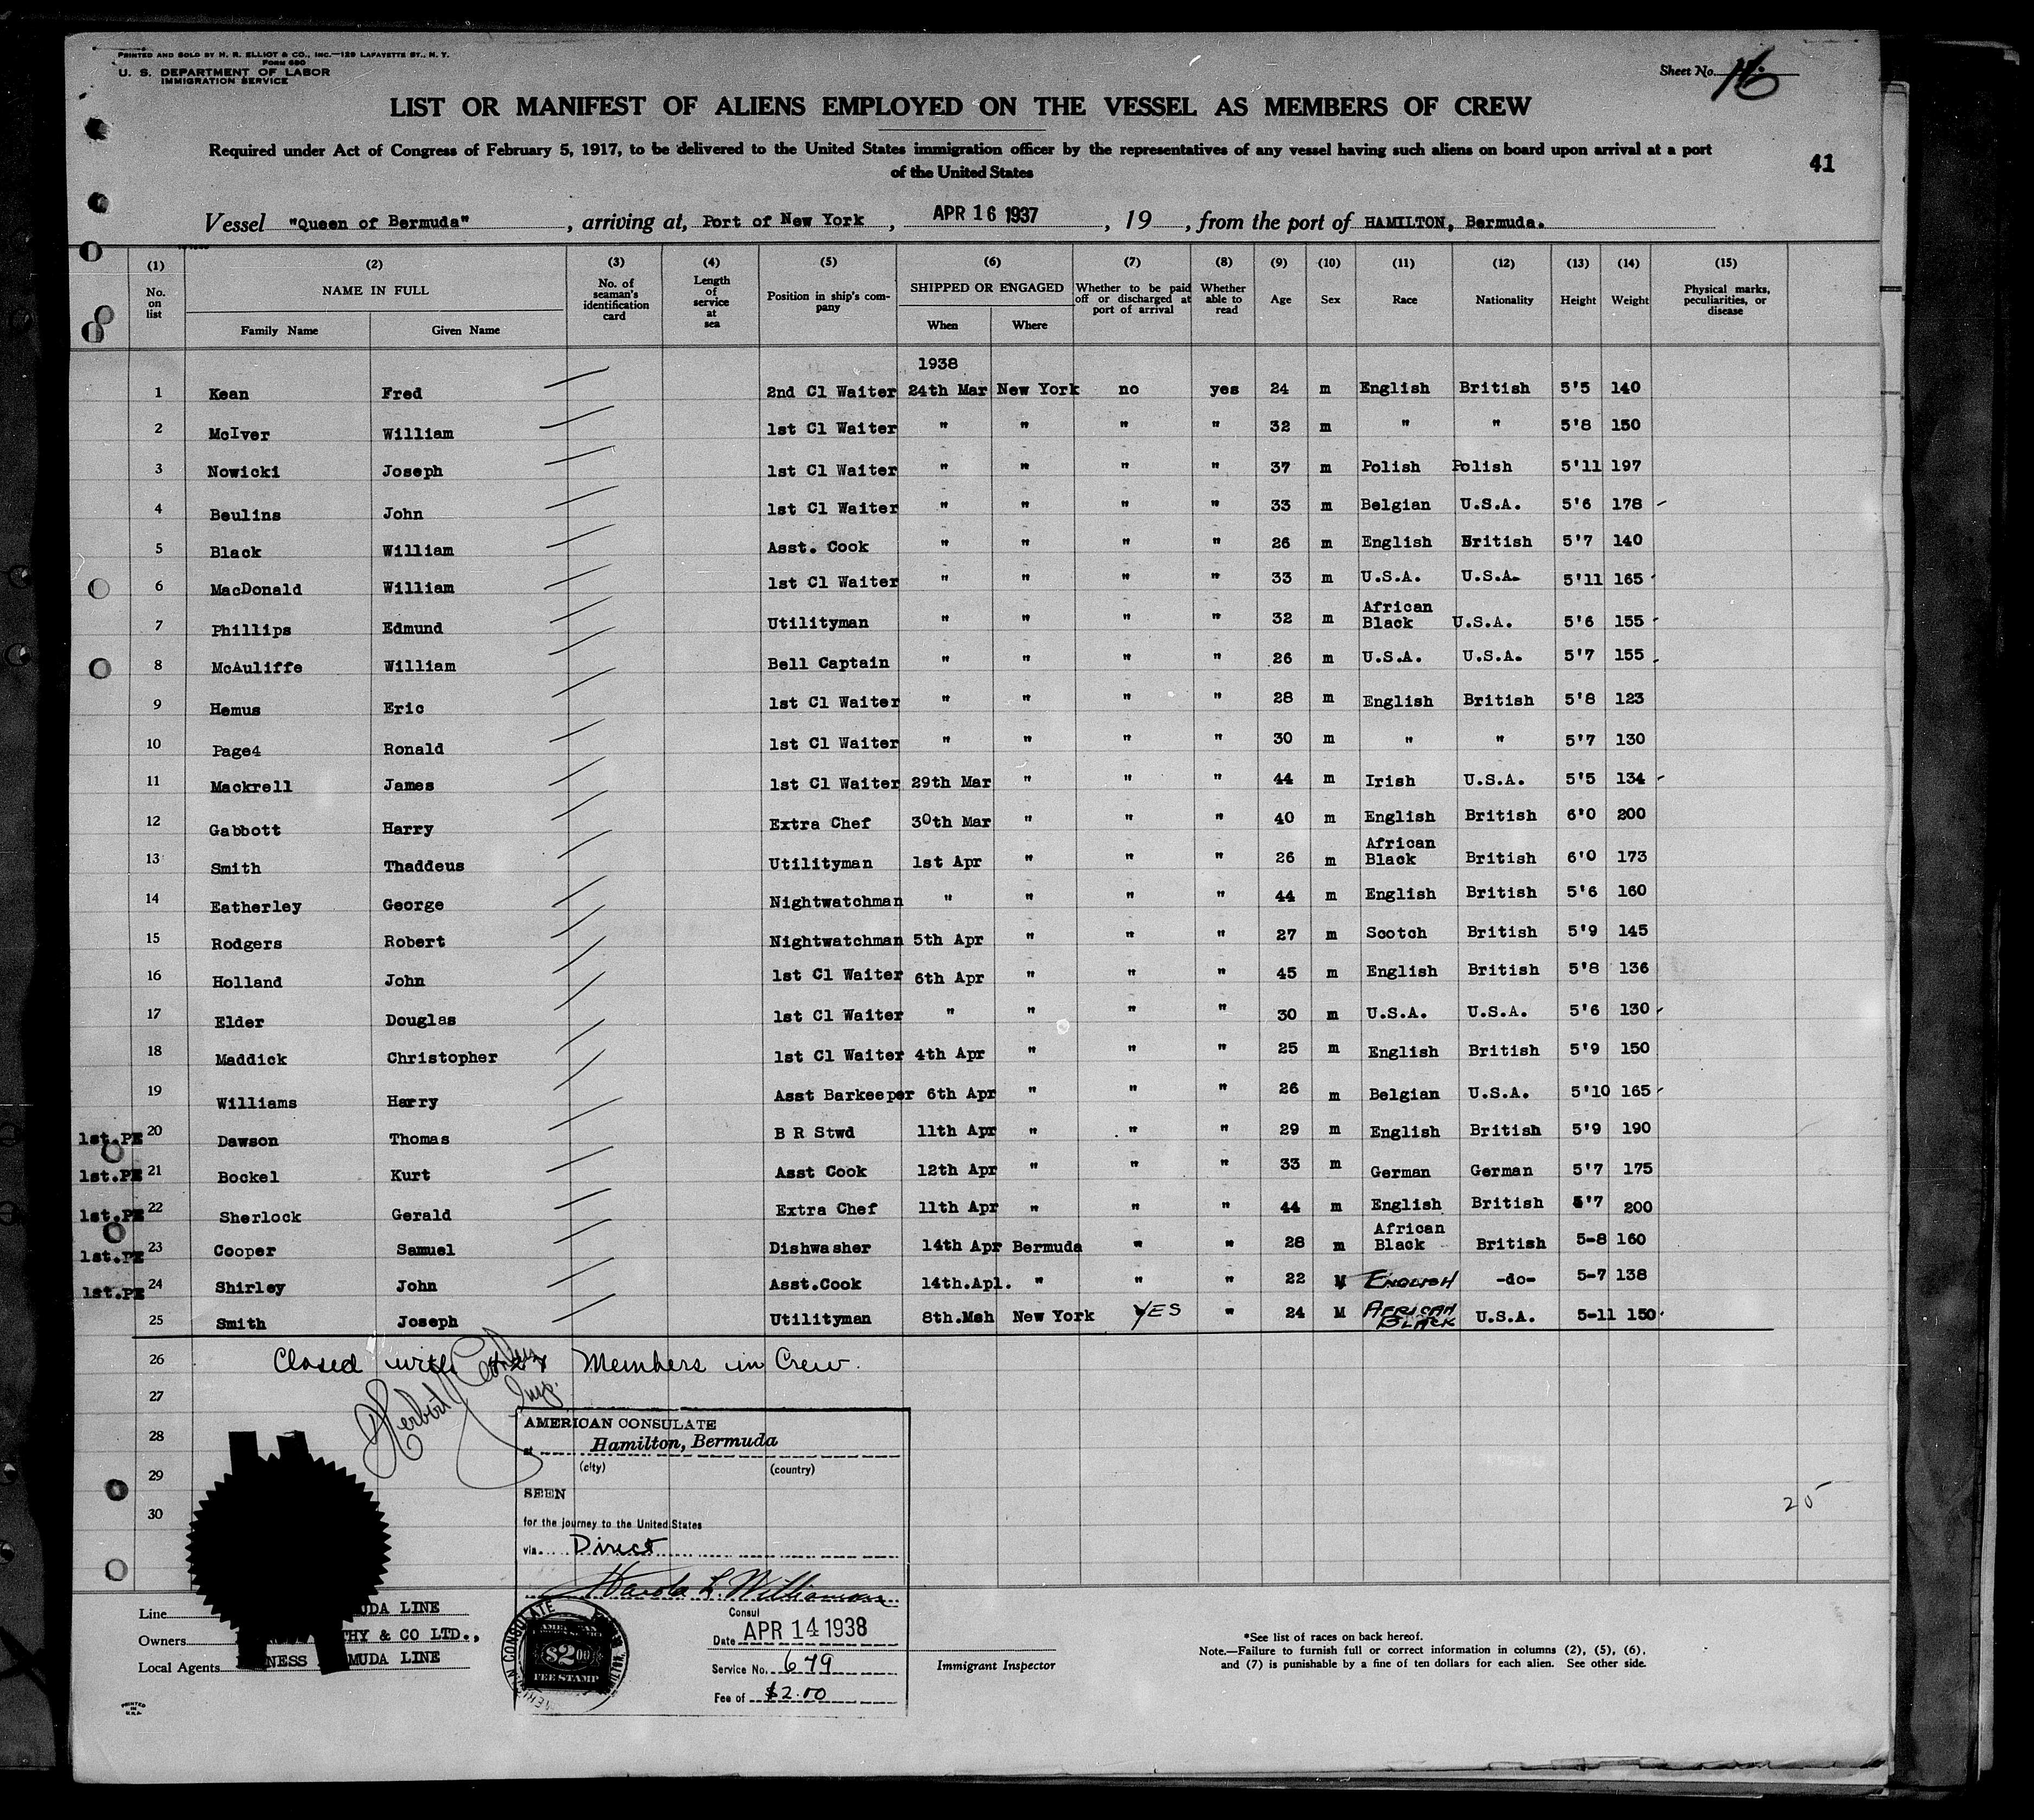 PRINTED AND SOLD BY H. R. ELLIOT & CO., INC.—129 LAFAYETTE ST., N. Y.
FORM 680
U. S. DEPARTMENT OF LABOR
IMMIGRATION SERVICE
Sheet No. 16
LIST OR MANIFEST OF ALIENS EMPLOYED ON THE VESSEL AS MEMBERS OF CREW
Required under Act of Congress of February 5, 1917, to be delivered to the United States immigration officer by the representatives of any vessel having such aliens on board upon arrival at a port
of the United States
41
Vessel "Queen of Bermuda", arriving at, Port of New York, APR 16 1937, 19, from the port of HAMILTON, Bermuda.
(1) (2) (3) (4) (5) (6) (7) (8) (9) (10) (11) (12) (13) (14) (15)
No. on list NAME IN FULL Family Name Given Name No. of seaman's identification card Length of service at sea Position in ship's company SHIPPED OR ENGAGED When Where Whether to be paid off or discharged at port of arrival Whether able to read Age Sex Race Nationality Height Weight Physical marks, peculiarities, or disease
1938
1 Kean Fred 2nd Cl Waiter 24th Mar New York no yes 24 m English British 5'5 140
2 McIver William 1st Cl Waiter " " " " 32 m " " 5'8 150
3 Nowicki Joseph 1st Cl Waiter " " " " 37 m Polish Polish 5'11 197
4 Beulins John 1st Cl Waiter " " " " 33 m Belgian U.S.A. 5'6 178
5 Black William Asst. Cook " " " " 26 m English British 5'7 140
6 MacDonald William 1st Cl Waiter " " " " 33 m U.S.A. U.S.A. 5'11 165
7 Phillips Edmund Utilityman " " " " 32 m African Black U.S.A. 5'6 155
8 McAuliffe William Bell Captain " " " " 26 m U.S.A. U.S.A. 5'7 155
9 Hemus Eric 1st Cl Waiter " " " " 28 m English British 5'8 123
10 Page4 Ronald 1st Cl Waiter " " " " 30 m " " 5'7 130
11 Mackrell James 1st Cl Waiter 29th Mar " " " 44 m Irish U.S.A. 5'5 134
12 Gabbott Harry Extra Chef 30th Mar " " " 40 m English British 6'0 200
13 Smith Thaddeus Utilityman 1st Apr " " " 26 m African Black British 6'0 173
14 Eatherley George Nightwatchman " " " " 44 m English British 5'6 160
15 Rodgers Robert Nightwatchman 5th Apr " " " 27 m Scotch British 5'9 145
16 Holland John 1st Cl Waiter 6th Apr " " " 45 m English British 5'8 136
17 Elder Douglas 1st Cl Waiter " " " " 30 m U.S.A. U.S.A. 5'6 130
18 Maddick Christopher 1st Cl Waiter 4th Apr " " " 25 m English British 5'9 150
19 Williams Harry Asst Barkeeper 6th Apr " " " 26 m Belgian U.S.A. 5'10 165
1st.PE 20 Dawson Thomas B R Stwd 11th Apr " " " 29 m English British 5'9 190
1st.PE 21 Bockel Kurt Asst Cook 12th Apr " " " 33 m German German 5'7 175
1st.PE 22 Sherlock Gerald Extra Chef 11th Apr " " " 44 m English British 5'7 200
1st.PE 23 Cooper Samuel Dishwasher 14th Apr Bermuda " " 28 m African Black British 5-8 160
1st.PE 24 Shirley John Asst.Cook 14th.Apl. " " " 22 M ENGLISH -do- 5-7 138
25 Smith Joseph Utilityman 8th.Mch New York YES " 24 M AFRICAN BLACK U.S.A. 5-11 150
26 Closed with Members in Crew.
27
Insp.
28
29
30
25
AMERICAN CONSULATE
at Hamilton, Bermuda
(city) (country)
SEEN
for the journey to the United States
via Direct
Harold L. Williamson
Consul
Date APR 14 1938
Service No. 679
Fee of $2.00
AMERICAN
$2.00
FEE STAMP
CONSULATE
Line UDA LINE
Owners THY & CO LTD.,
Local Agents NESS MUDA LINE
Immigrant Inspector
*See list of races on back hereof.
Note.—Failure to furnish full or correct information in columns (2), (5), (6),
and (7) is punishable by a fine of ten dollars for each alien. See other side.
PRINTED IN U.S.A.